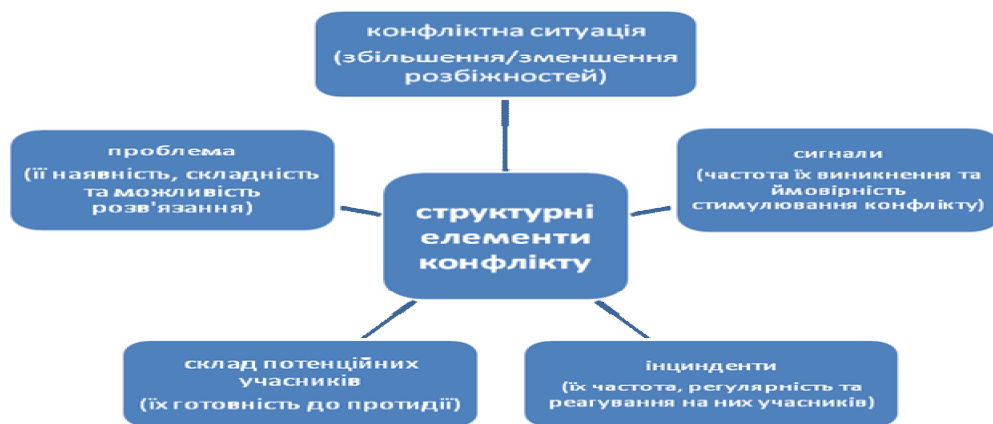 конфліктна ситуація
(збільшення/зменшення
розбіжностей)
проблема
(її наявність, складність
та можливість
розв'язання)
сигнали
(частота їх виникнення та
ймовірність
стимулювання конфлікту)
структурні
елементи
конфлікту
склад потенційних
учасників
(їх готовність до протидії)
інцинденти
(їх частота, регулярність та
реагування на них учасників)